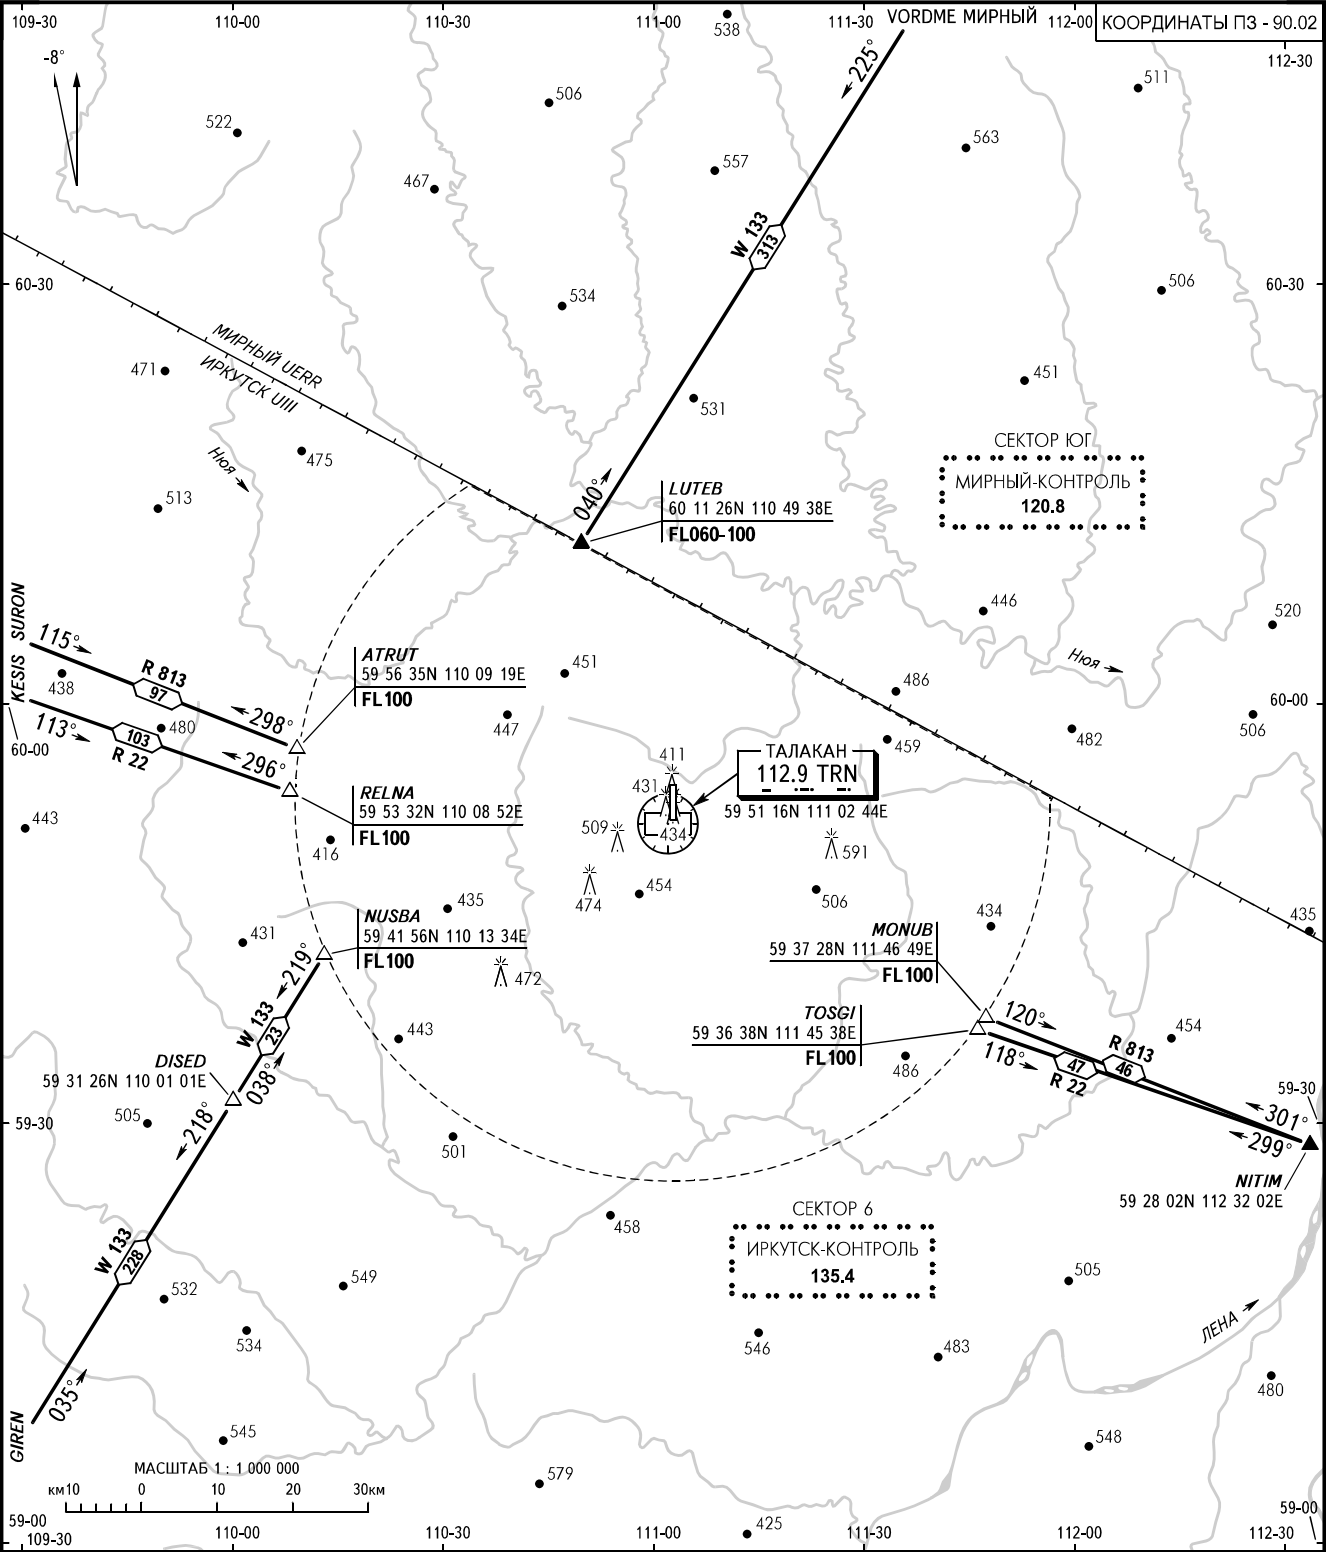 109-30
110-00
110-30
111-00
111-30
VORDME МИРНЫЙ
112-00
КООРДИНАТЫ ПЗ - 90.02
112-30
-8°
538
225°
511
506
522
563
557
467
W 133
313
60-30
60-30
506
534
МИРНЫЙ UERR
ИРКУТСК UIII
471
451
531
475
Нюя
513
СЕКТОР ЮГ
МИРНЫЙ-КОНТРОЛЬ
120.8
040°
LUTEB
60 11 26N 110 49 38E
FL060-100
446
520
SURON
KESIS
115°
R 813
97
298°
ATRUT
59 56 35N 110 09 19E
FL100
451
Нюя
438
486
447
480
113°
103
R 22
296°
60-00
459
482
506
RELNA
59 53 32N 110 08 52E
FL100
411
431
434
ТАЛАКАН
112.9 TRN
59 51 16N 111 02 44E
443
416
509
591
474
454
506
435
NUSBA
59 41 56N 110 13 34E
FL100
431
434
435
MONUB
59 37 28N 111 46 49E
FL100
472
219°
W 133
23
038°
443
TOSGI
59 36 38N 111 45 38E
FL100
486
120°
R 813
46
118°
47
R 22
454
DISED
59 31 26N 110 01 01E
59-30
505
59-30
218°
501
301°
299°
NITIM
59 28 02N 112 32 02E
СЕКТОР 6
ИРКУТСК-КОНТРОЛЬ
135.4
458
W 133
228
532
549
505
534
546
483
ЛЕНА
480
035°
GIREN
545
548
МАСШТАБ 1 : 1 000 000
579
км10
0
10
20
30км
425
59-00
59-00
109-30
110-00
110-30
111-00
111-30
112-00
112-30